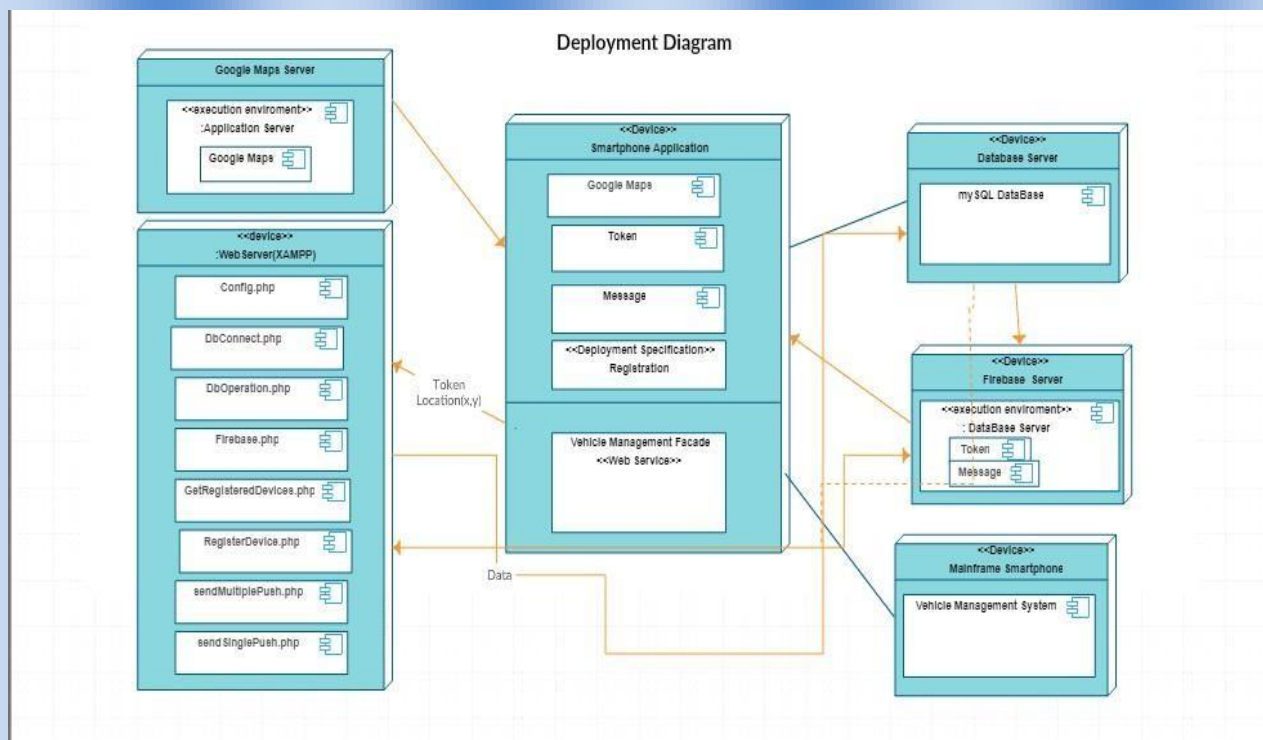 Deployment Diagram
Google Maps Server
<<execution enviroment>>
:Application Server
Google Maps
<<device>>
:WebServer(XAMPP)
Config.php
DbConnect.php
DbOperation.php
Firebase.php
GetRegisteredDevices.php
RegisterDevice.php
sendMultiplePush.php
sendSinglePush.php
Token
Location(x,y)
Data
<<Device>>
Smartphone Application
Google Maps
Token
Message
<<Deployment Specification>>
Registration
Vehicle Management Facade
<<Web Service>>
<<Device>>
Database Server
mySQL DataBase
<<Device>>
Firebase Server
<<execution enviroment>>
: DataBase Server
Token
Message
<<Device>>
Mainframe Smartphone
Vehicle Management System